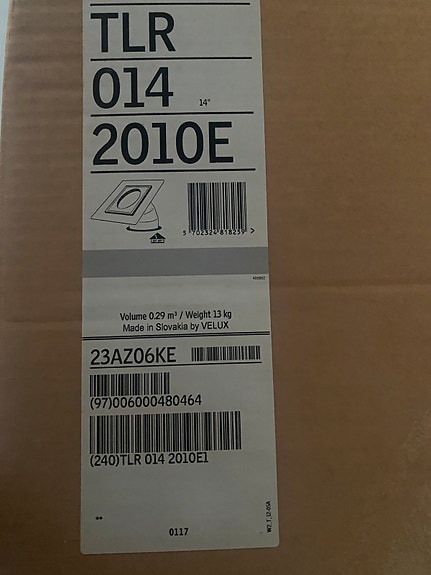 TLR
014 14"
2010E
5 702324 818259 >
Volume 0.29 m³ / Weight 13 kg
Made in Slovakia by VELUX
23AZ06KE
(97)006000480464
(240)TLR 014 2010E1
0117